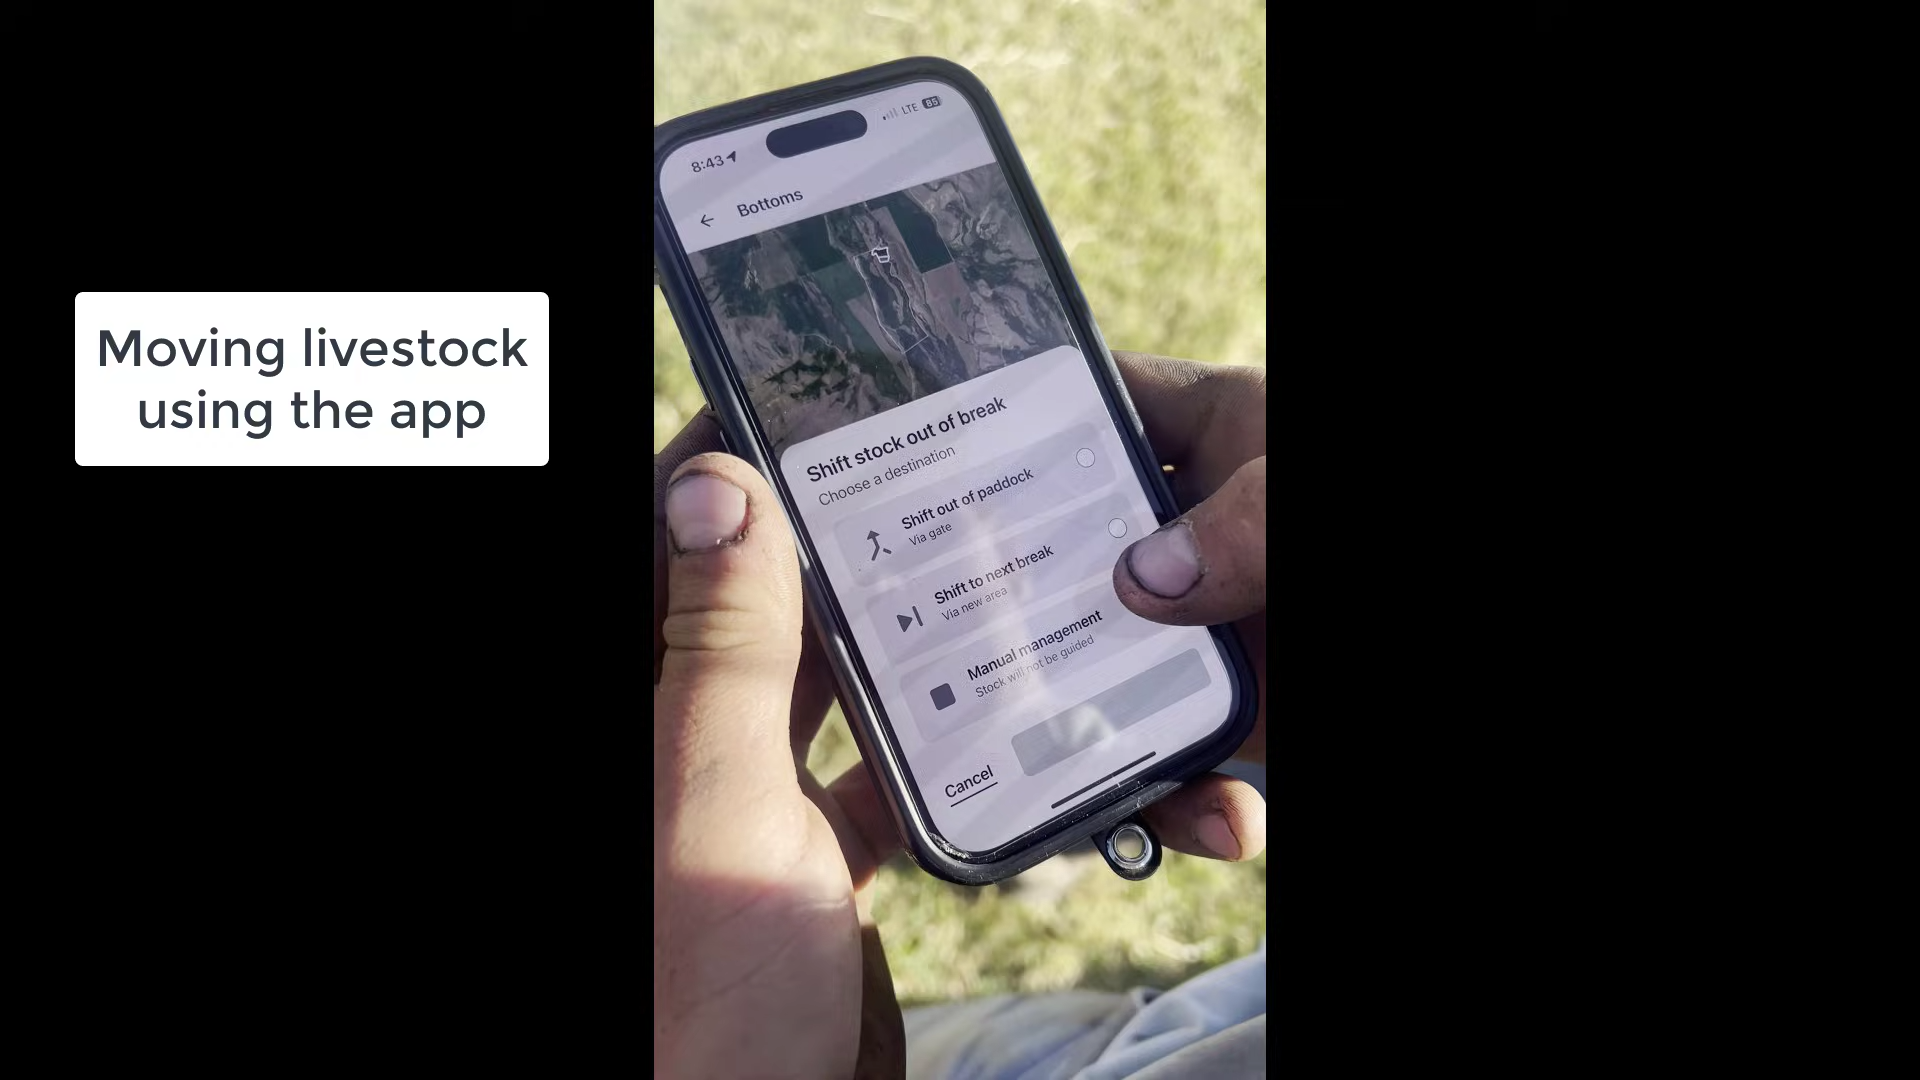 Moving livestock
using the app
8:43
LTE 85
Bottoms
Shift stock out of break
Choose a destination
Shift out of paddock
Via gate
Shift to next break
Via new area
Manual management
Stock will not be guided
Cancel